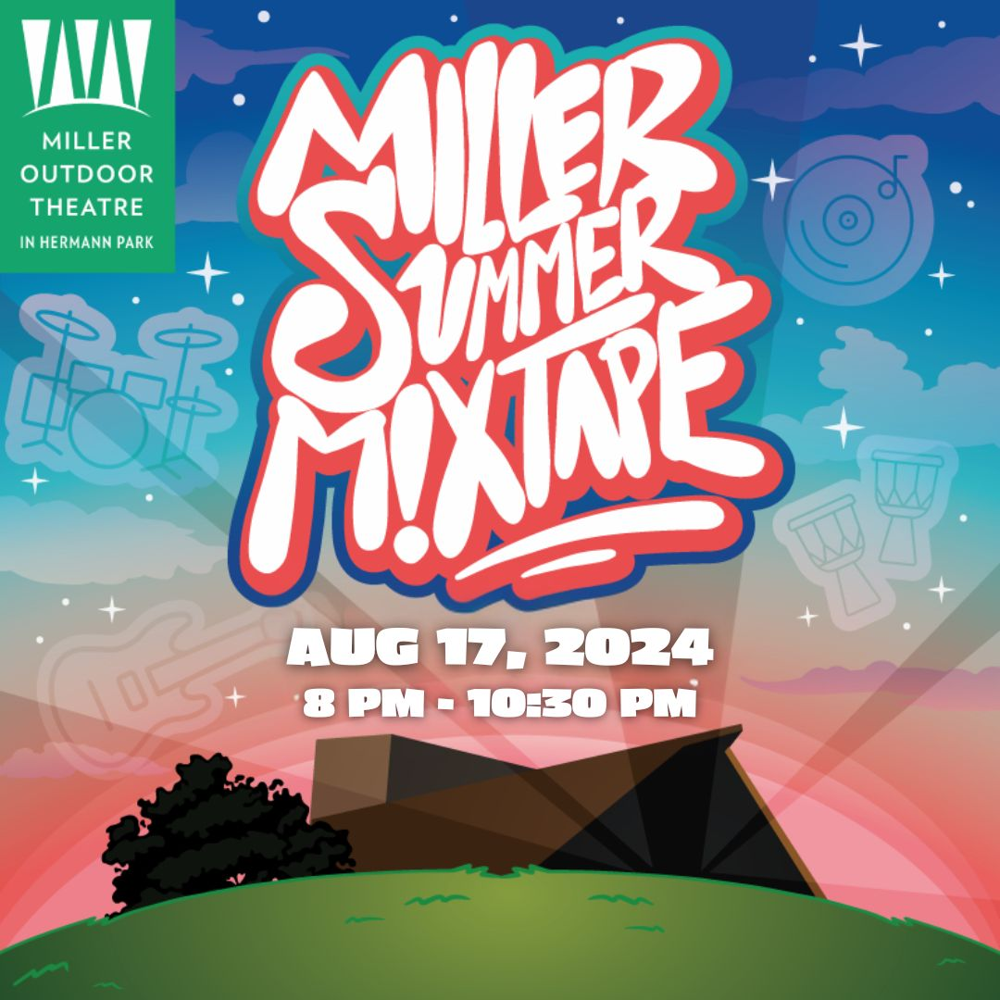 MILLER
OUTDOOR
THEATRE
IN HERMANN PARK
MILLER
SUMMER
M!XTAPE
AUG 17, 2024
8 PM - 10:30 PM